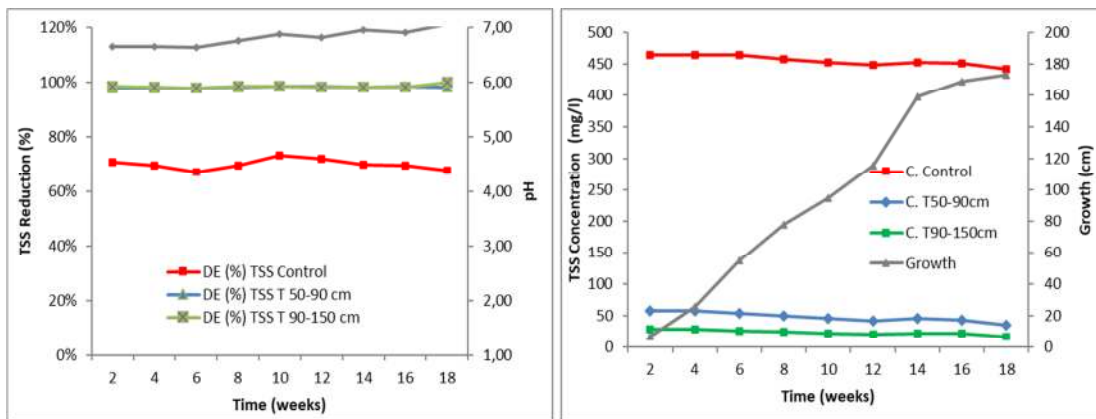 120%
100%
80%
60%
40%
20%
0%
TSS Reduction (%)
7,00
6,00
5,00
4,00
3,00
2,00
1,00
pH
DE (%) TSS Control
DE (%) TSS T 50-90 cm
DE (%) TSS T 90-150 cm
2 4 6 8 10 12 14 16 18
Time (weeks)
500
450
400
350
300
250
200
150
100
50
0
TSS Concentration (mg/l)
200
180
160
140
120
100
80
60
40
20
0
Growth (cm)
C. Control
C. T50-90cm
C. T90-150cm
Growth
2 4 6 8 10 12 14 16 18
Time (weeks)